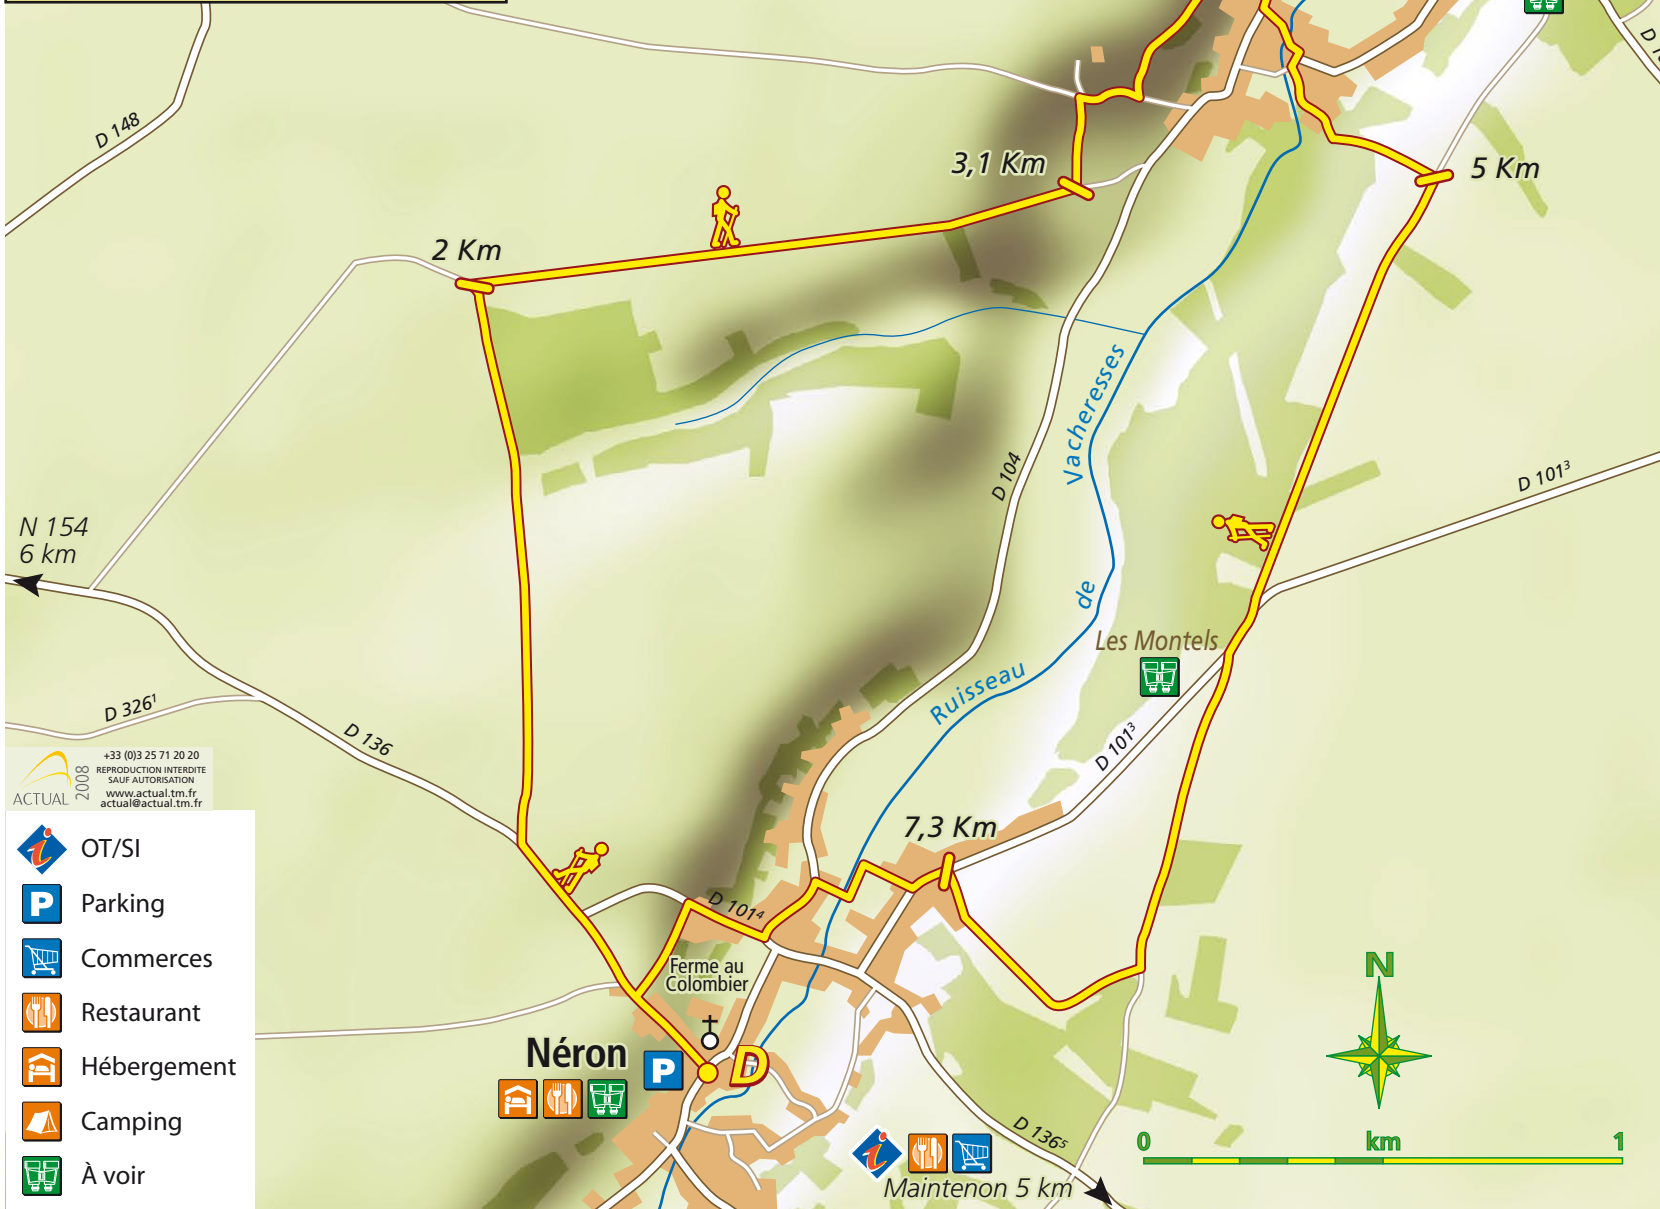 D 148
3,1 Km
5 Km
2 Km
Vacheresses
de
Ruisseau
D 104
D 101³
N 154
6 km
Les Montels
D 326¹
D 136
D 101³
+33 (0)3 25 71 20 20
REPRODUCTION INTERDITE
SAUF AUTORISATION
www.actual.tm.fr
actual@actual.tm.fr
ACTUAL
2008
7,3 Km
D 101⁴
Ferme au
Colombier
Néron
P
D
OT/SI
P Parking
Commerces
Restaurant
Hébergement
Camping
À voir
N
0 km 1
D 136⁵
Maintenon 5 km